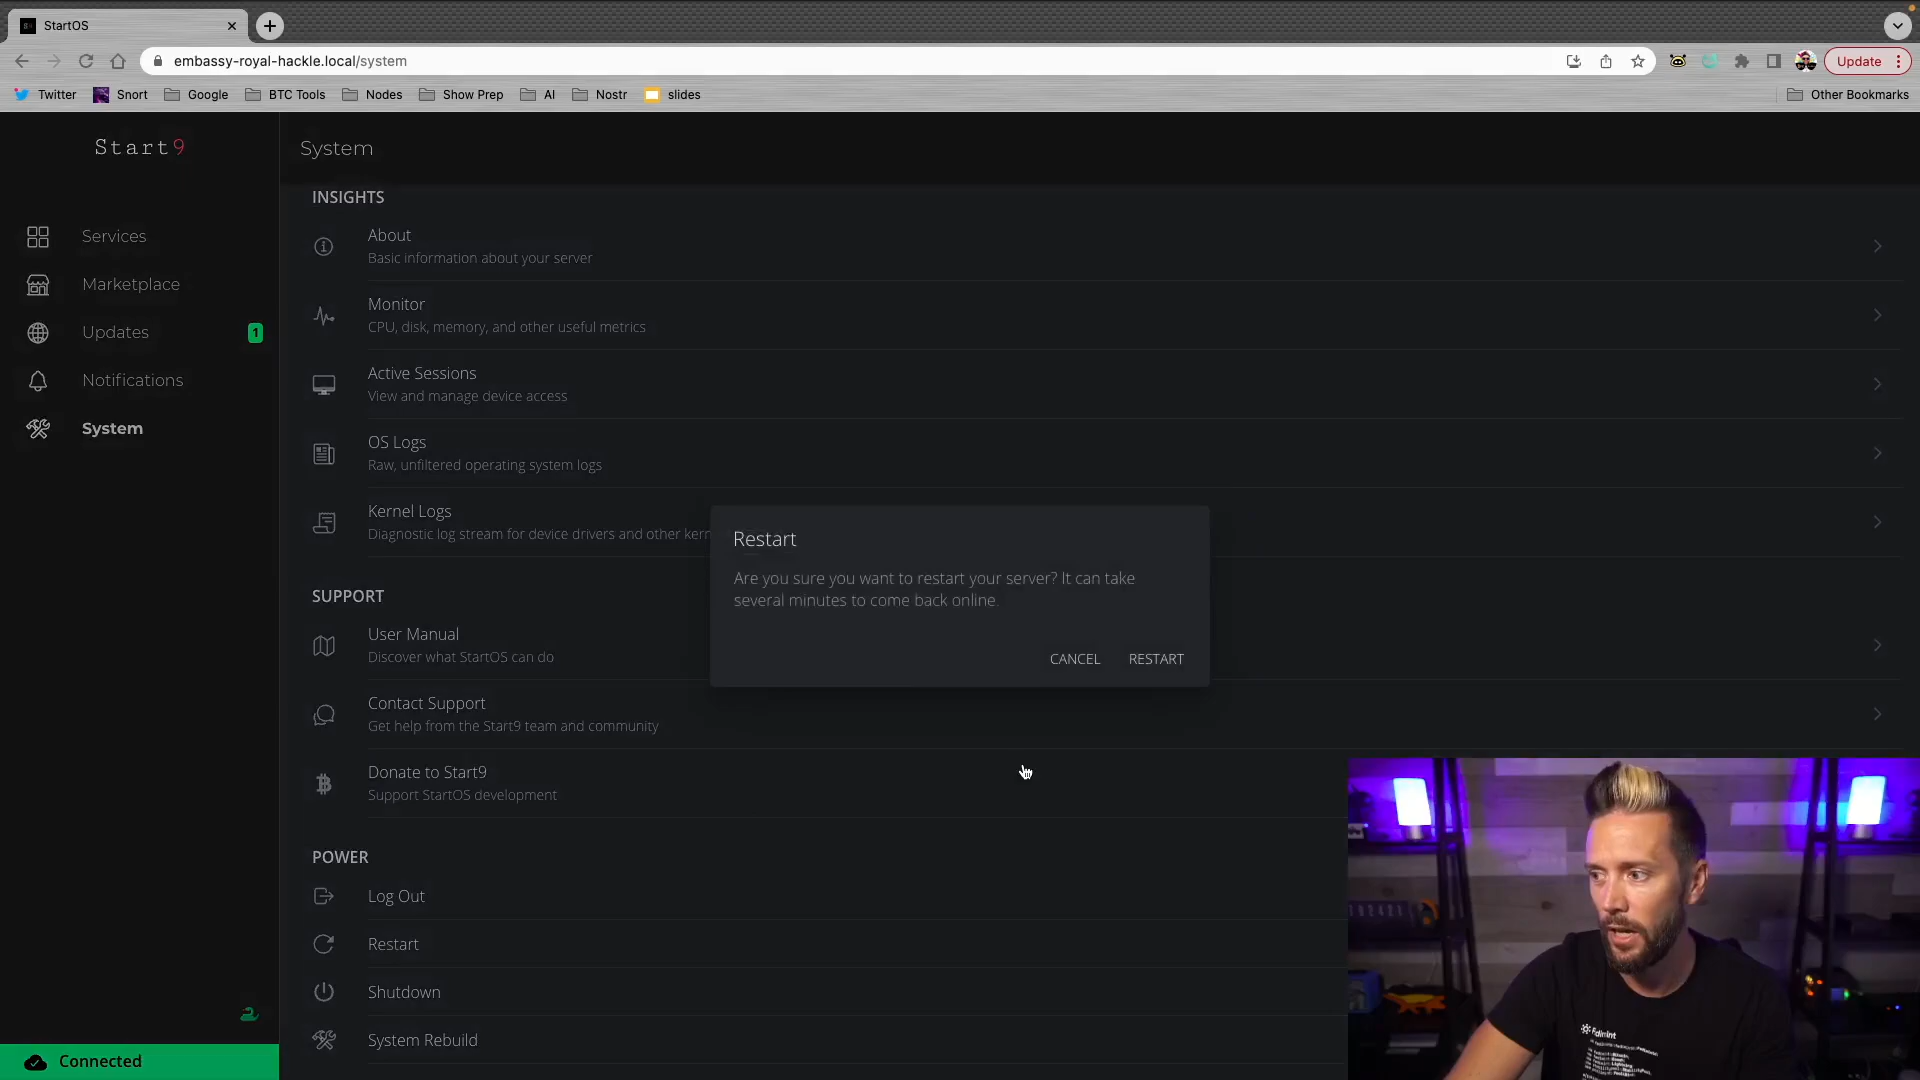 StartOS
embassy-royal-hackle.local/system
Update
Twitter
Snort
Google
BTC Tools
Nodes
Show Prep
AI
Nostr
slides
Other Bookmarks
Start9
System
INSIGHTS
Services
About
Basic information about your server
Marketplace
Monitor
CPU, disk, memory, and other useful metrics
Updates
1
Notifications
Active Sessions
View and manage device access
System
OS Logs
Raw, unfiltered operating system logs
Kernel Logs
Diagnostic log stream for device drivers and other kern
Restart
Are you sure you want to restart your server? It can take
several minutes to come back online.
CANCEL
RESTART
SUPPORT
User Manual
Discover what StartOS can do
Contact Support
Get help from the Start9 team and community
Donate to Start9
Support StartOS development
POWER
Log Out
Restart
Shutdown
System Rebuild
Connected